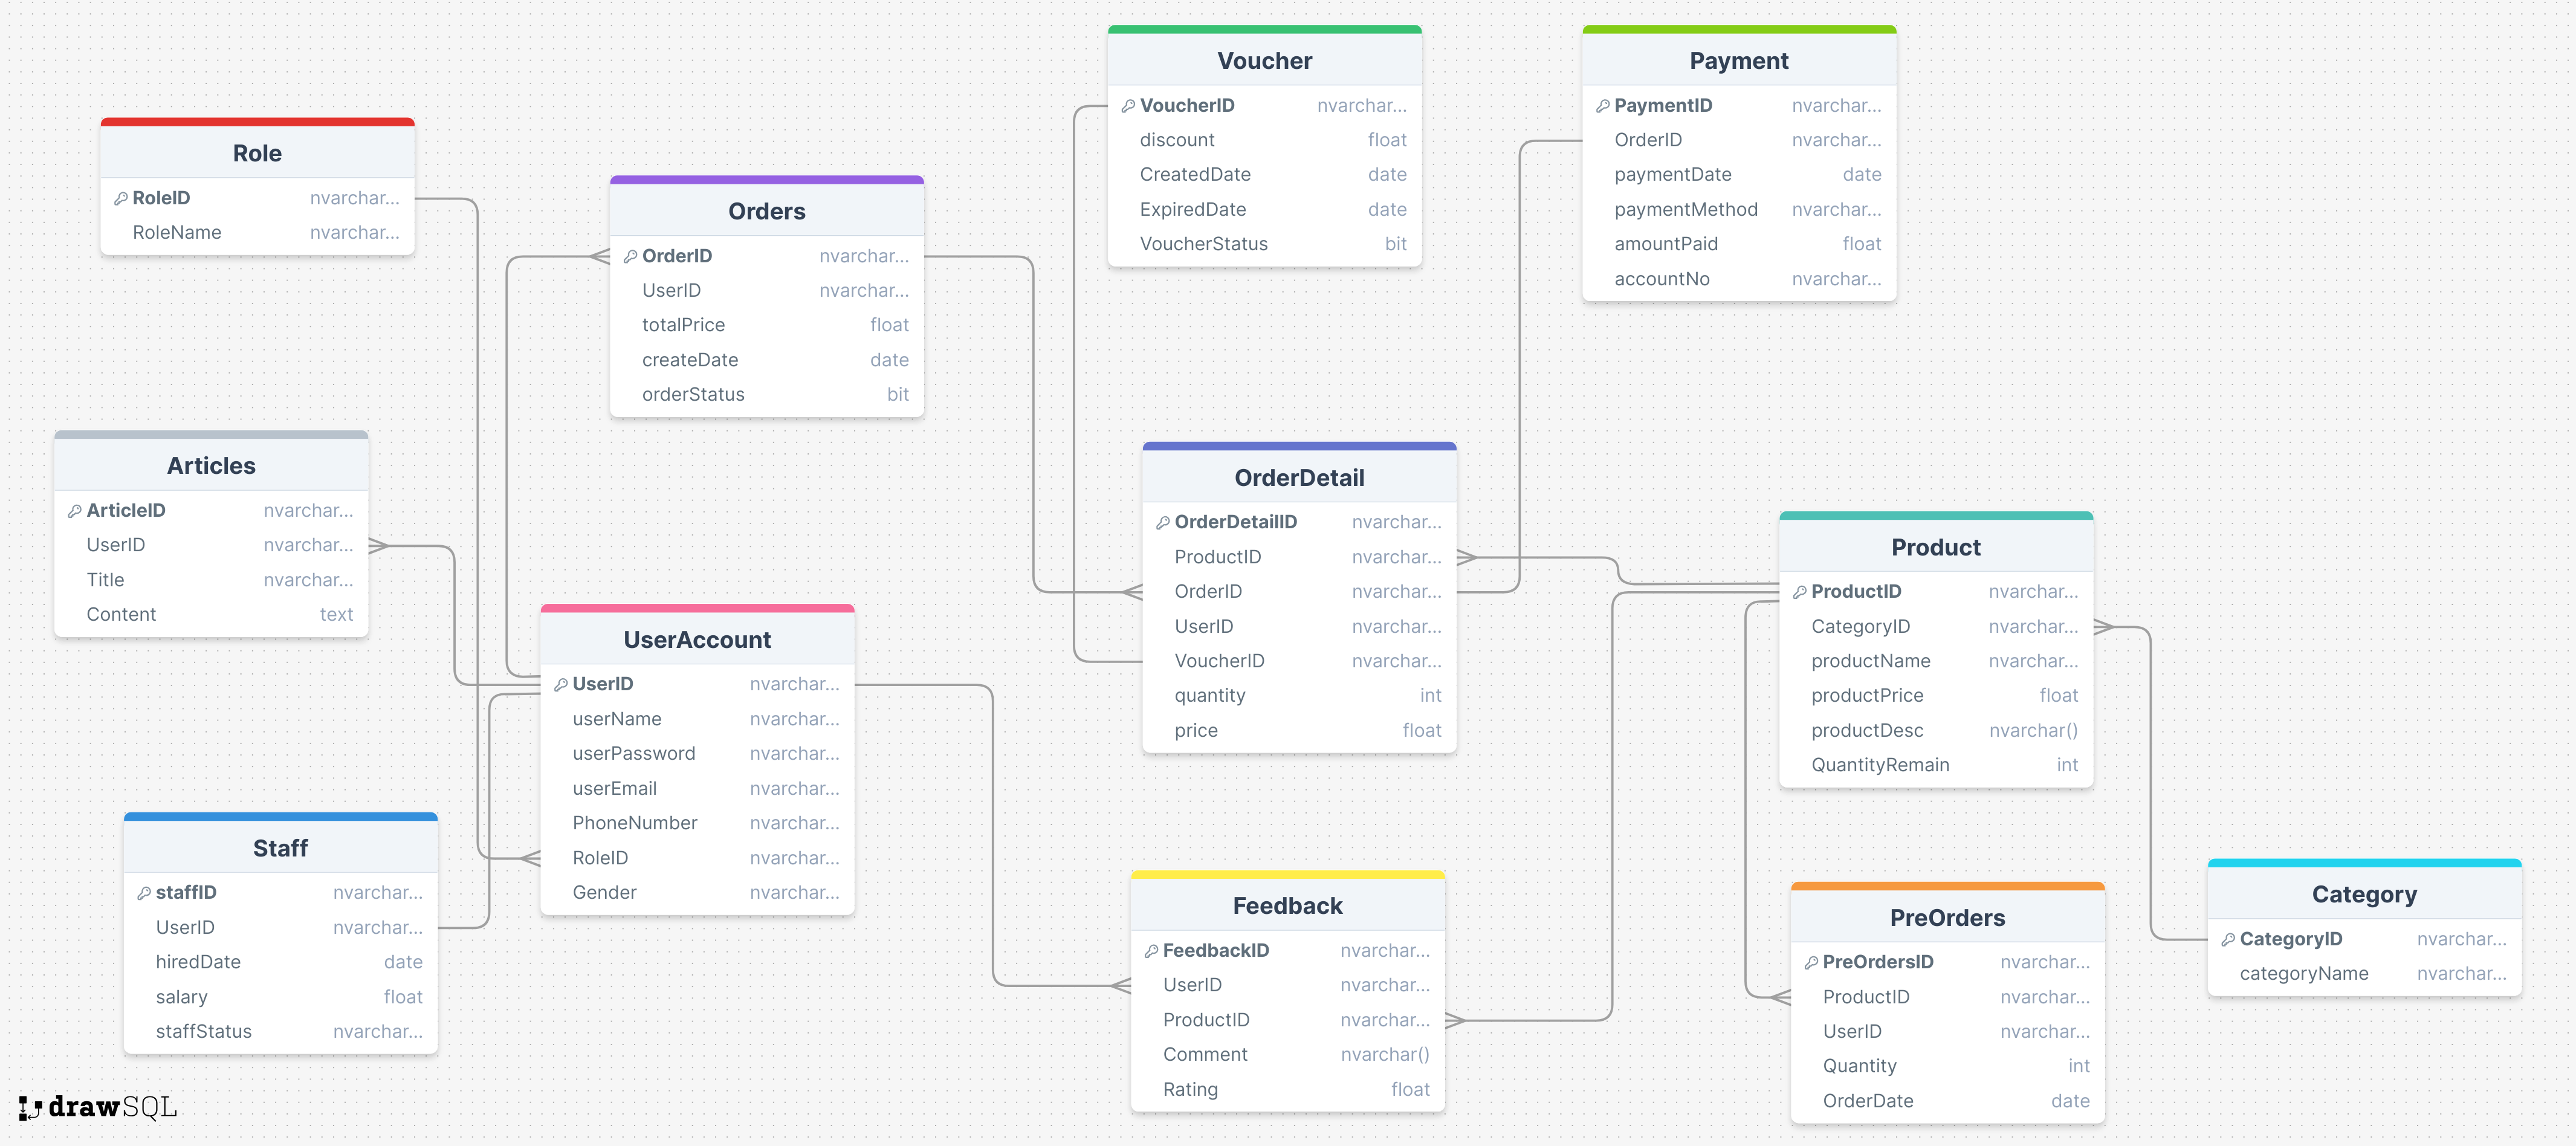 Role
RoleID nvarchar...
RoleName nvarchar...
Orders
OrderID nvarchar...
UserID nvarchar...
totalPrice float
createDate date
orderStatus bit
Voucher
VoucherID nvarchar...
discount float
CreatedDate date
ExpiredDate date
VoucherStatus bit
Payment
PaymentID nvarchar...
OrderID nvarchar...
paymentDate date
paymentMethod nvarchar...
amountPaid float
accountNo nvarchar...
Articles
ArticleID nvarchar...
UserID nvarchar...
Title nvarchar...
Content text
UserAccount
UserID nvarchar...
userName nvarchar...
userPassword nvarchar...
userEmail nvarchar...
PhoneNumber nvarchar...
RoleID nvarchar...
Gender nvarchar...
OrderDetail
OrderDetailID nvarchar...
ProductID nvarchar...
OrderID nvarchar...
UserID nvarchar...
VoucherID nvarchar...
quantity int
price float
Product
ProductID nvarchar...
CategoryID nvarchar...
productName nvarchar...
productPrice float
productDesc nvarchar()
QuantityRemain int
Staff
staffID nvarchar...
UserID nvarchar...
hiredDate date
salary float
staffStatus nvarchar...
Feedback
FeedbackID nvarchar...
UserID nvarchar...
ProductID nvarchar...
Comment nvarchar()
Rating float
PreOrders
PreOrdersID nvarchar...
ProductID nvarchar...
UserID nvarchar...
Quantity int
OrderDate date
Category
CategoryID nvarchar...
categoryName nvarchar...
drawSQL